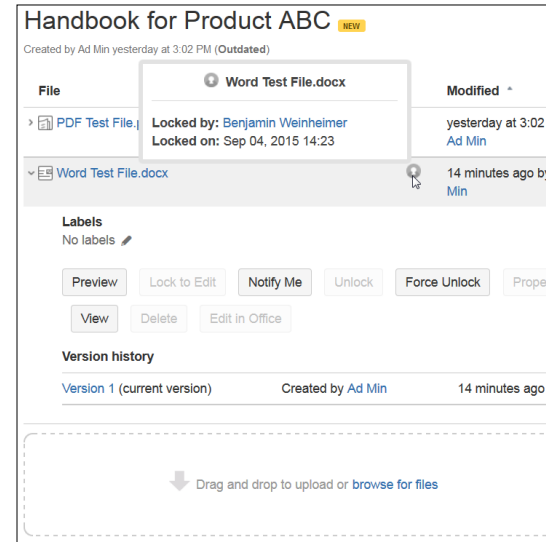 Handbook for Product ABC NEW
Created by Ad Min yesterday at 3:02 PM (Outdated)
Word Test File.docx
Locked by: Benjamin Weinheimer
Locked on: Sep 04, 2015 14:23
File Modified
PDF Test File. yesterday at 3:02
Ad Min
Word Test File.docx 14 minutes ago by
Min
Labels
No labels
Preview Lock to Edit Notify Me Unlock Force Unlock Prope
View Delete Edit in Office
Version history
Version 1 (current version) Created by Ad Min 14 minutes ago
Drag and drop to upload or browse for files